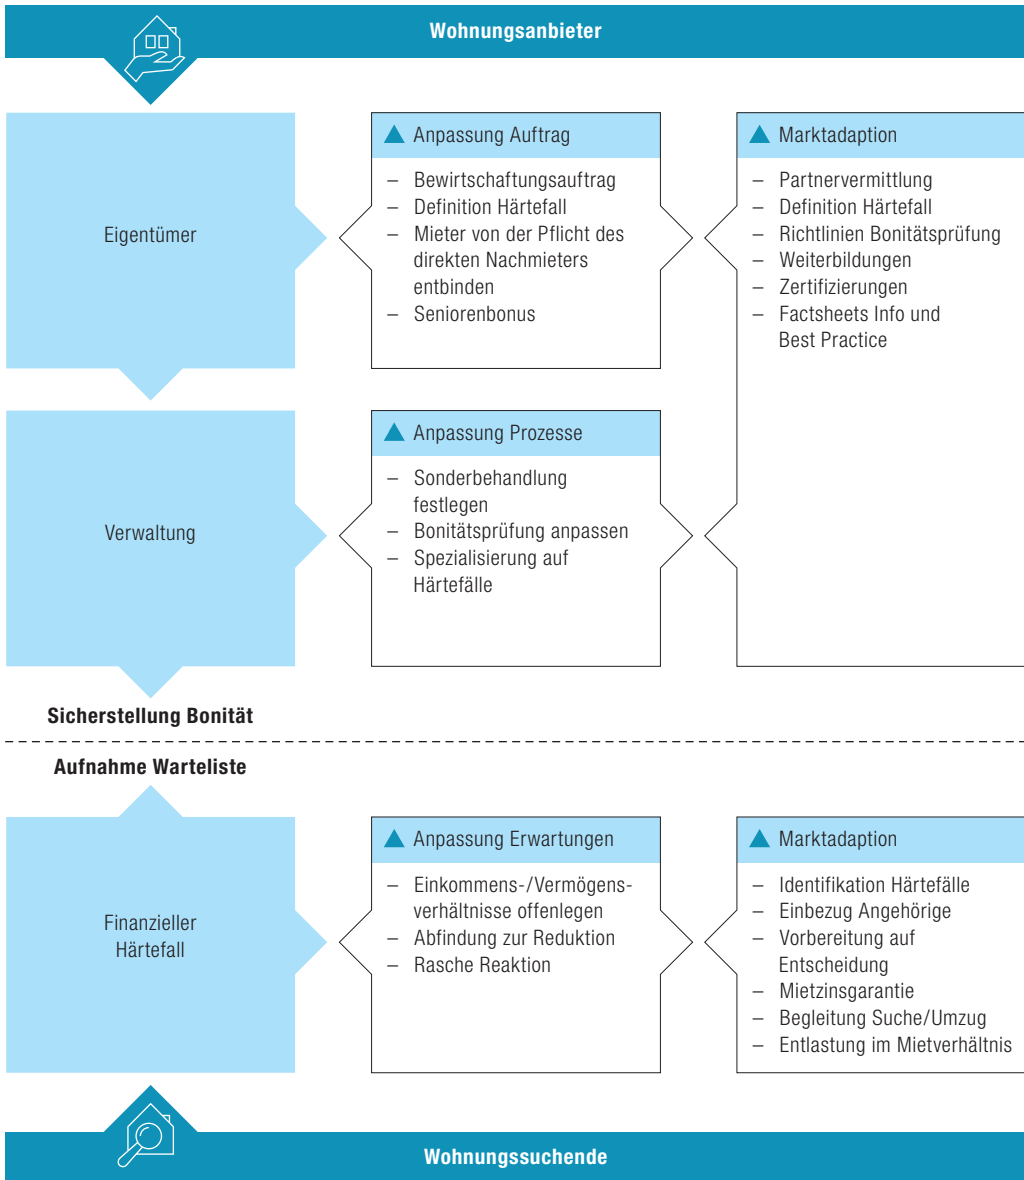 Wohnungsanbieter
Eigentümer
Anpassung Auftrag
– Bewirtschaftungsauftrag
– Definition Härtefall
– Mieter von der Pflicht des
direkten Nachmieters
entbinden
– Seniorenbonus
Marktadaption
– Partnervermittlung
– Definition Härtefall
– Richtlinien Bonitätsprüfung
– Weiterbildungen
– Zertifizierungen
– Factsheets Info und
Best Practice
Verwaltung
Anpassung Prozesse
– Sonderbehandlung
festlegen
– Bonitätsprüfung anpassen
– Spezialisierung auf
Härtefälle
Sicherstellung Bonität
Aufnahme Warteliste
Finanzieller
Härtefall
Anpassung Erwartungen
– Einkommens-/Vermögens-
verhältnisse offenlegen
– Abfindung zur Reduktion
– Rasche Reaktion
Marktadaption
– Identifikation Härtefälle
– Einbezug Angehörige
– Vorbereitung auf
Entscheidung
– Mietzinsgarantie
– Begleitung Suche/Umzug
– Entlastung im Mietverhältnis
Wohnungssuchende